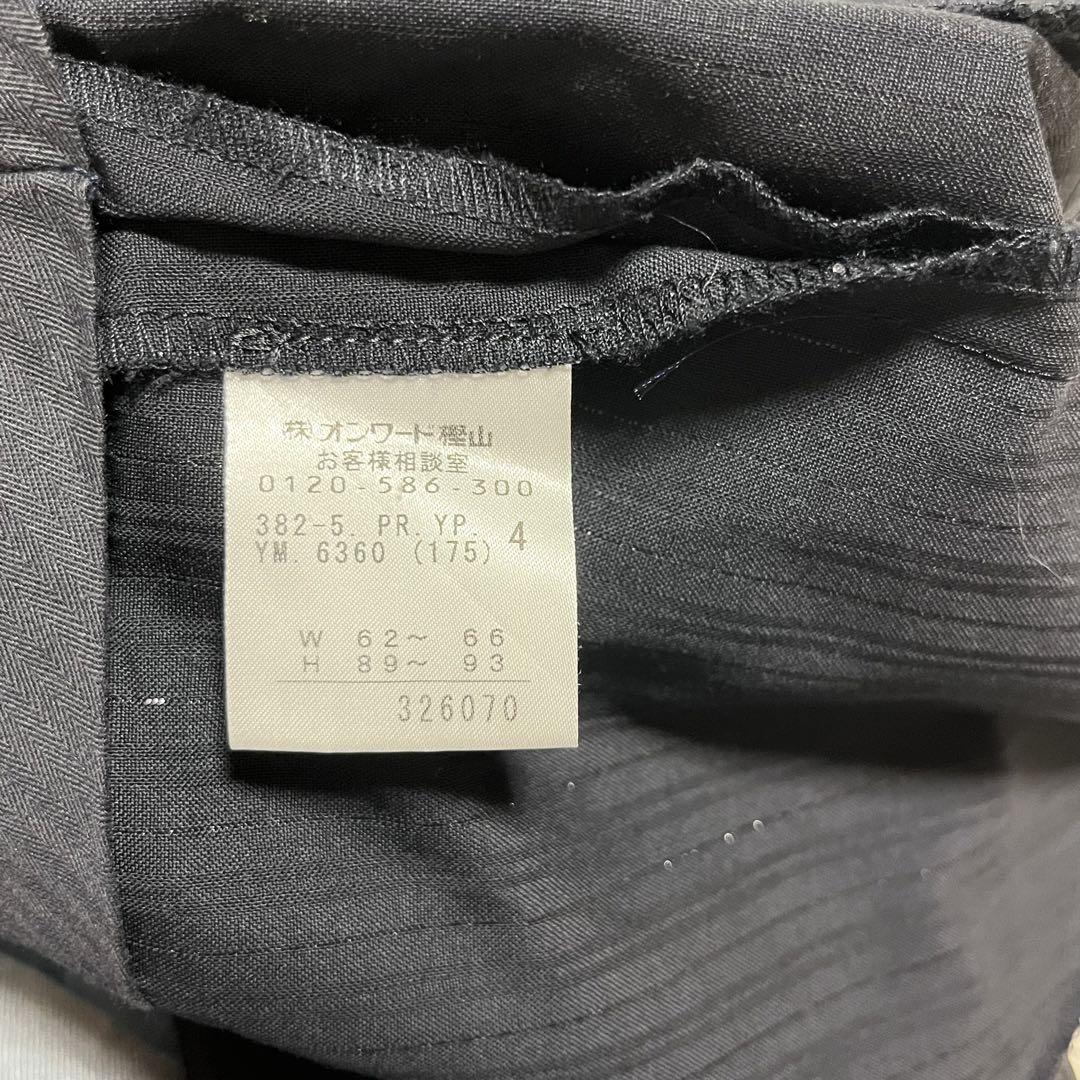 株)オンワード樫山
お客様相談室
0120-586-300
382-5. PR. YP. 4
YM. 6360 (175)
W 62〜 66
H 89〜 93
326070